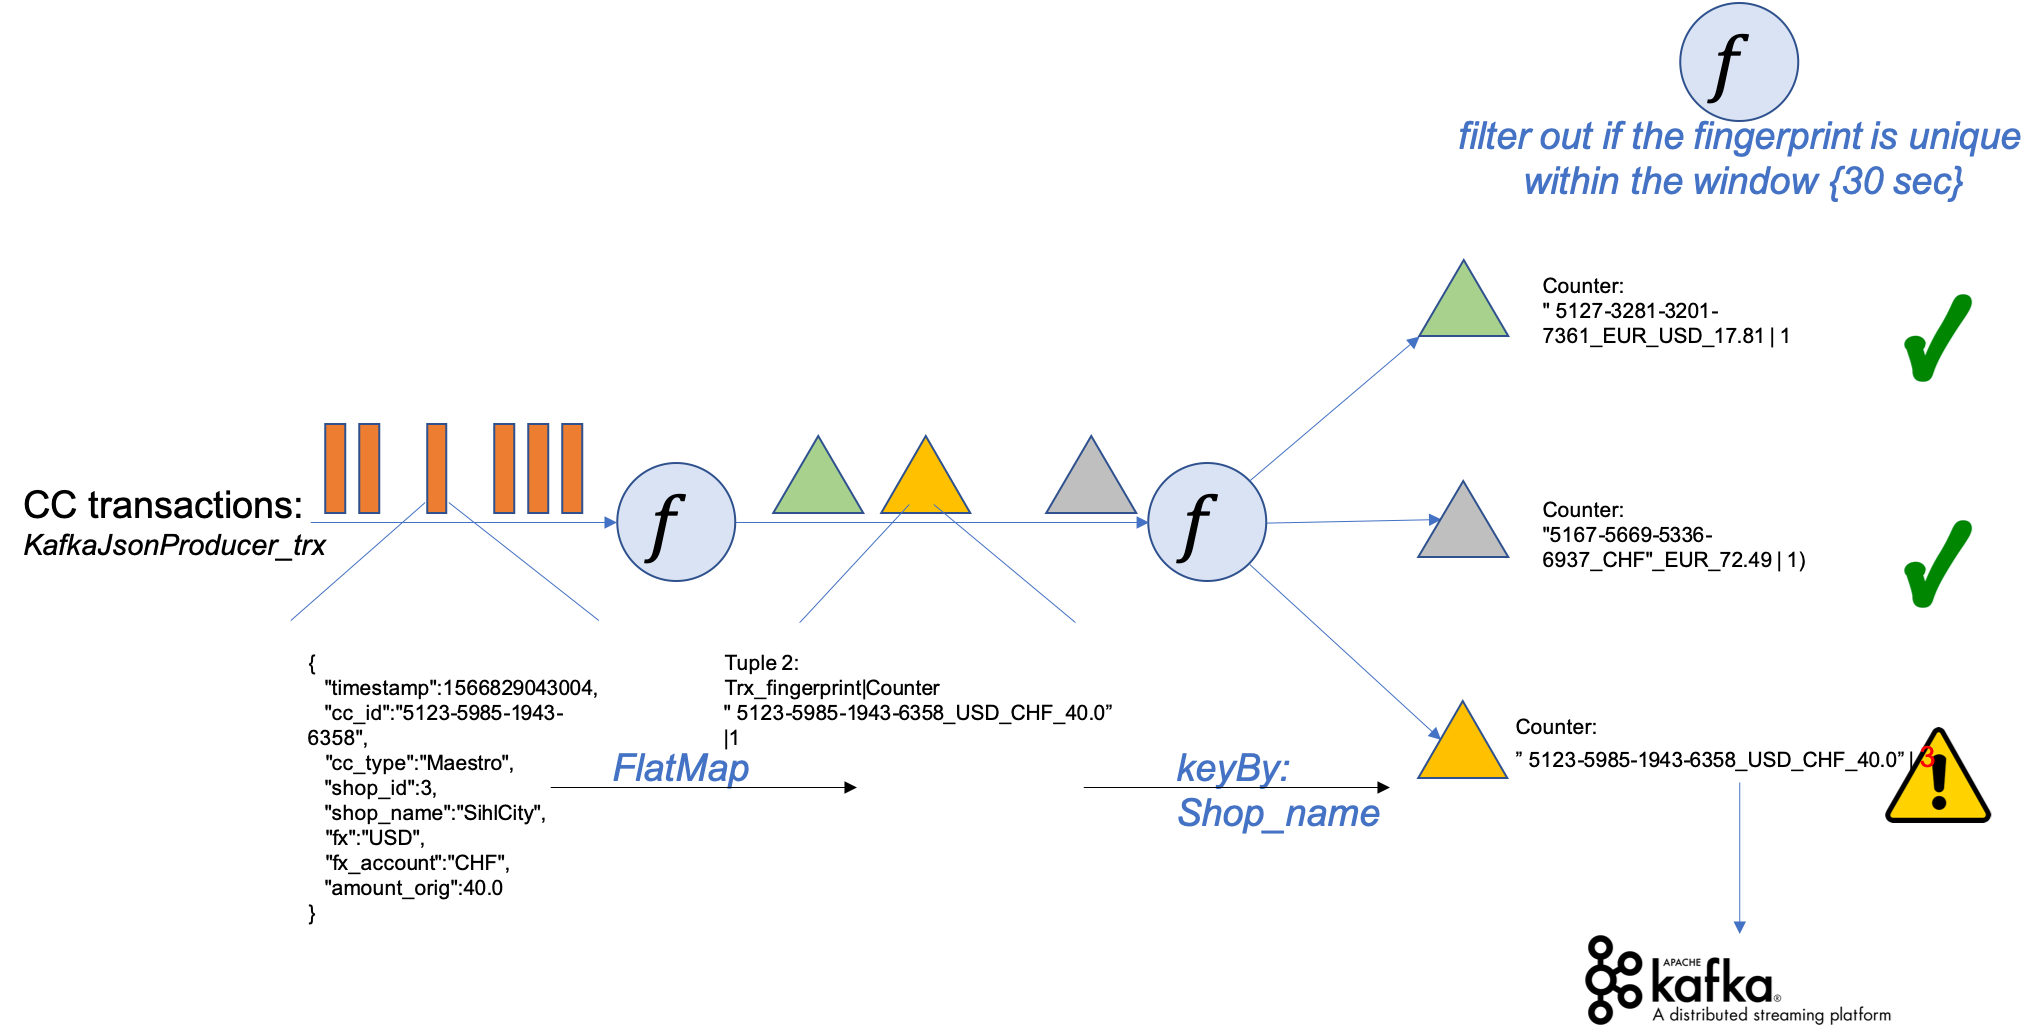 f
filter out if the fingerprint is unique
within the window {30 sec}
Counter:
" 5127-3281-3201-
7361_EUR_USD_17.81 | 1
CC transactions:
KafkaJsonProducer_trx
f
f
Counter:
"5167-5669-5336-
6937_CHF"_EUR_72.49 | 1)
{
"timestamp":1566829043004,
"cc_id":"5123-5985-1943-
6358",
"cc_type":"Maestro",
"shop_id":3,
"shop_name":"SihlCity",
"fx":"USD",
"fx_account":"CHF",
"amount_orig":40.0
}
Tuple 2:
Trx_fingerprint|Counter
" 5123-5985-1943-6358_USD_CHF_40.0”
|1
FlatMap
keyBy:
Shop_name
Counter:
” 5123-5985-1943-6358_USD_CHF_40.0” | 3
!
APACHE
kafka®
A distributed streaming platform